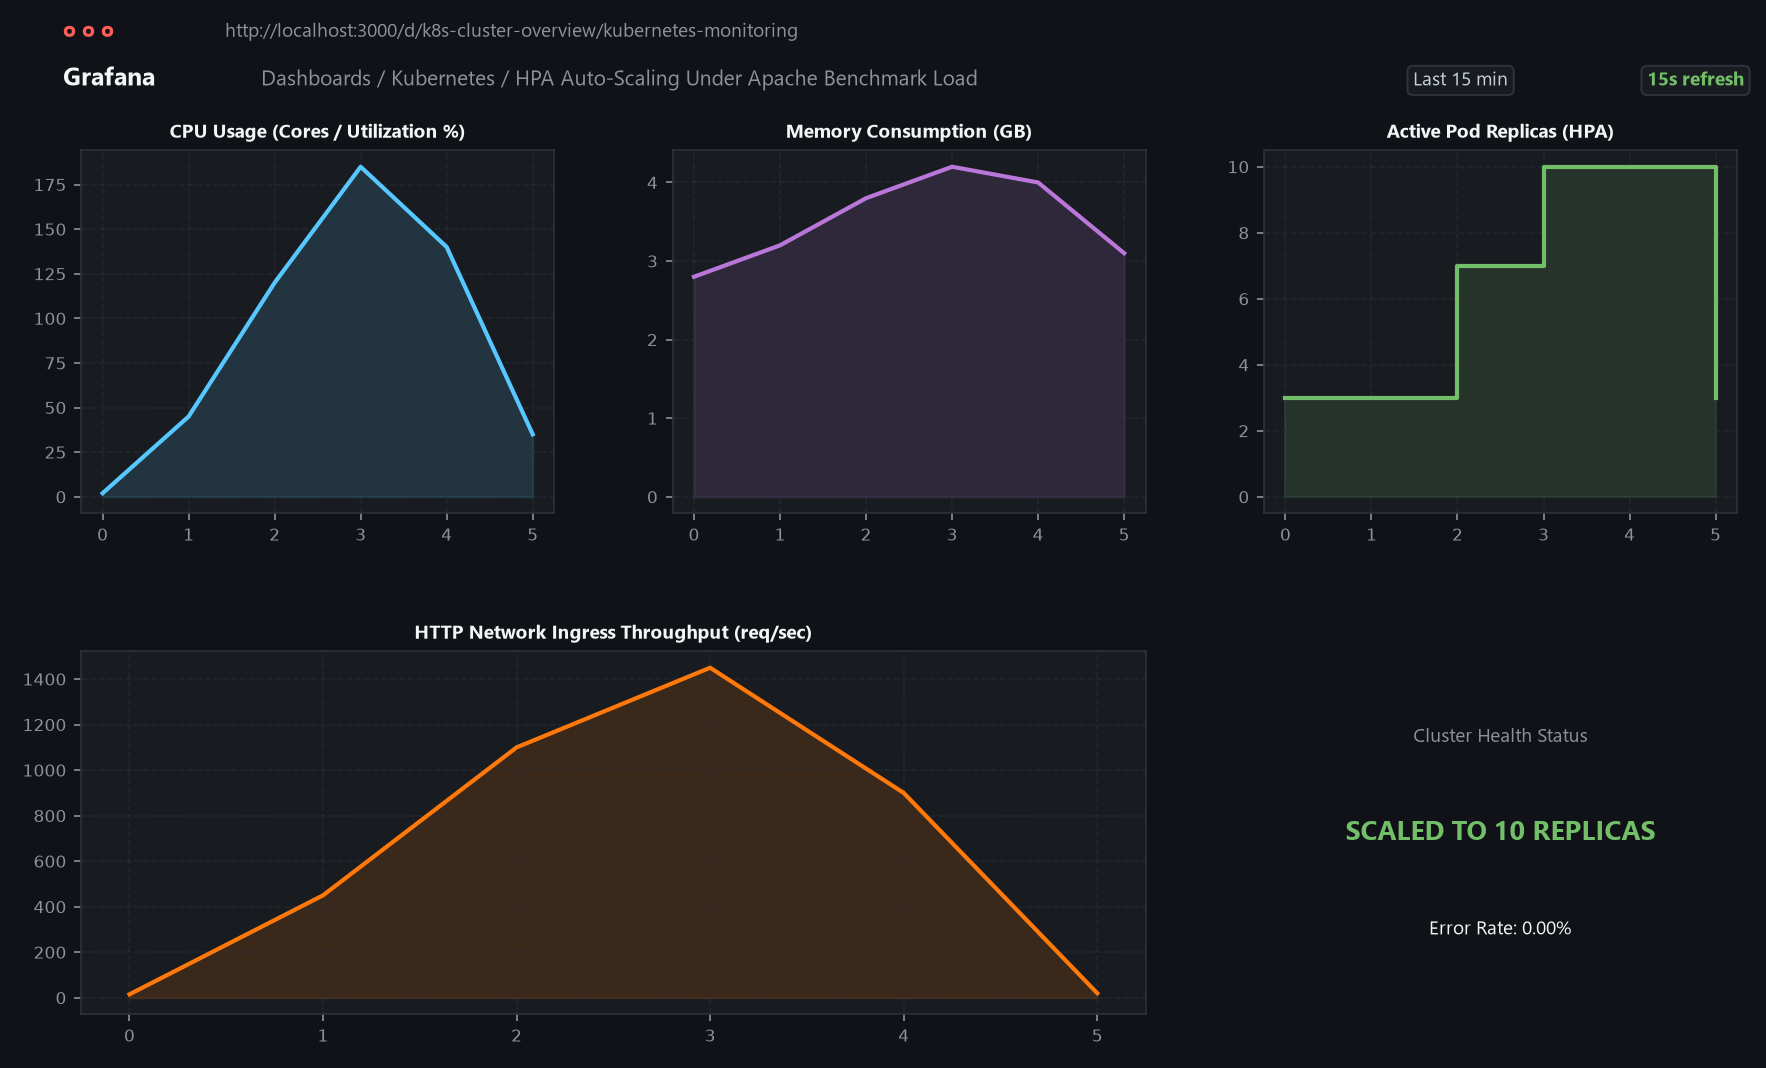 http://localhost:3000/d/k8s-cluster-overview/kubernetes-monitoring
Grafana
Dashboards / Kubernetes / HPA Auto-Scaling Under Apache Benchmark Load
Last 15 min
15s refresh
CPU Usage (Cores / Utilization %)
175
150
125
100
75
50
25
0
0 1 2 3 4 5
Memory Consumption (GB)
4
3
2
1
0
0 1 2 3 4 5
Active Pod Replicas (HPA)
10
8
6
4
2
0
0 1 2 3 4 5
HTTP Network Ingress Throughput (req/sec)
1400
1200
1000
800
600
400
200
0
0 1 2 3 4 5
Cluster Health Status
SCALED TO 10 REPLICAS
Error Rate: 0.00%